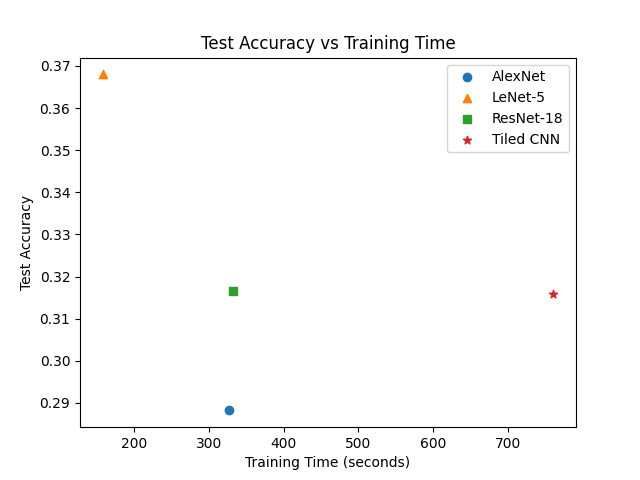 Test Accuracy vs Training Time
AlexNet
LeNet-5
ResNet-18
Tiled CNN
Test Accuracy
0.37
0.36
0.35
0.34
0.33
0.32
0.31
0.30
0.29
200 300 400 500 600 700
Training Time (seconds)